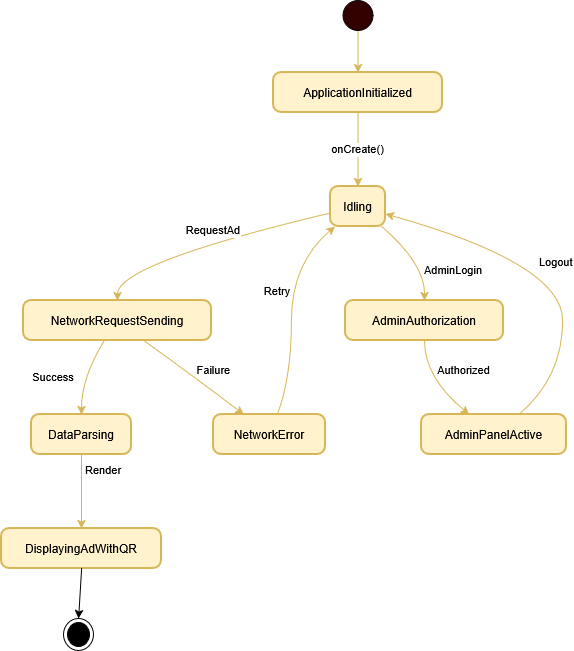 ApplicationInitialized
onCreate()
Idling
RequestAd
AdminLogin
Logout
Retry
NetworkRequestSending
AdminAuthorization
Success
Failure
Authorized
DataParsing
NetworkError
AdminPanelActive
Render
DisplayingAdWithQR